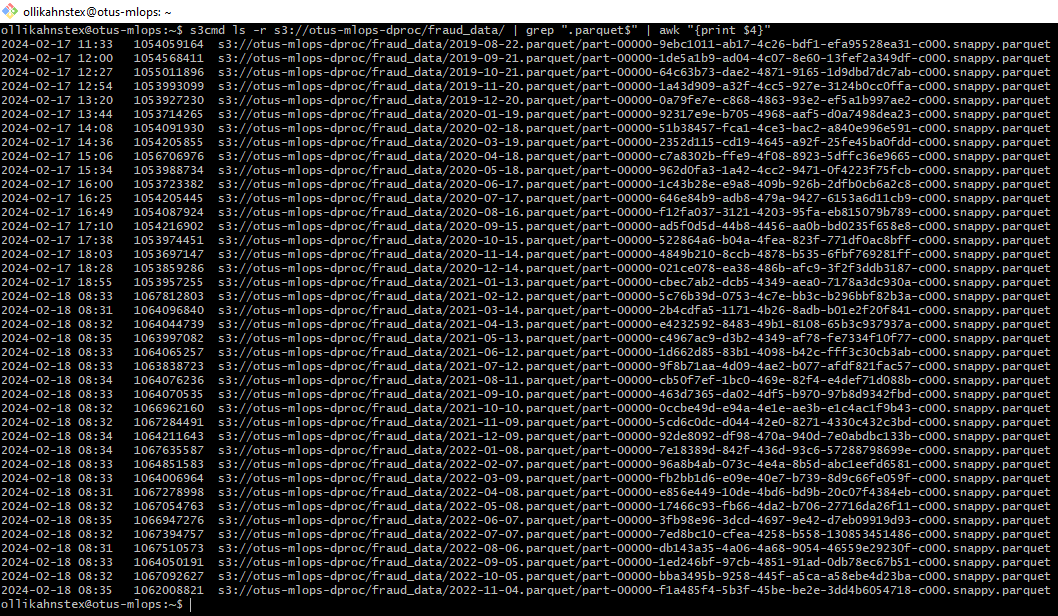 ollikahnstex@otus-mlops: ~
ollikahnstex@otus-mlops:~$ s3cmd ls -r s3://otus-mlops-dproc/fraud_data/ | grep ".parquet$" | awk "{print $4}"
2024-02-17 11:33 1054059164 s3://otus-mlops-dproc/fraud_data/2019-08-22.parquet/part-00000-9ebc1011-ab17-4c26-bdf1-efa95528ea31-c000.snappy.parquet
2024-02-17 12:00 1054568411 s3://otus-mlops-dproc/fraud_data/2019-09-21.parquet/part-00000-1de5a1b9-ad04-4c07-8e60-13fef2a349df-c000.snappy.parquet
2024-02-17 12:27 1055011896 s3://otus-mlops-dproc/fraud_data/2019-10-21.parquet/part-00000-64c63b73-dae2-4871-9165-1d9dbd7dc7ab-c000.snappy.parquet
2024-02-17 12:54 1053993099 s3://otus-mlops-dproc/fraud_data/2019-11-20.parquet/part-00000-1a43d909-a32f-4cc5-927e-3124b0cc0ffa-c000.snappy.parquet
2024-02-17 13:20 1053927230 s3://otus-mlops-dproc/fraud_data/2019-12-20.parquet/part-00000-0a79fe7e-c868-4863-93e2-ef5a1b997ae2-c000.snappy.parquet
2024-02-17 13:44 1053714265 s3://otus-mlops-dproc/fraud_data/2020-01-19.parquet/part-00000-92317e9e-b705-4968-aaf5-d0a7498dea23-c000.snappy.parquet
2024-02-17 14:08 1054091930 s3://otus-mlops-dproc/fraud_data/2020-02-18.parquet/part-00000-51b38457-fca1-4ce3-bac2-a840e996e591-c000.snappy.parquet
2024-02-17 14:36 1054205855 s3://otus-mlops-dproc/fraud_data/2020-03-19.parquet/part-00000-2352d115-cd19-4645-a92f-25fe45ba0fdd-c000.snappy.parquet
2024-02-17 15:06 1056706976 s3://otus-mlops-dproc/fraud_data/2020-04-18.parquet/part-00000-c7a8302b-ffe9-4f08-8923-5dffc36e9665-c000.snappy.parquet
2024-02-17 15:34 1053988734 s3://otus-mlops-dproc/fraud_data/2020-05-18.parquet/part-00000-962d0fa3-1a42-4cc2-9471-0f4223f75fcb-c000.snappy.parquet
2024-02-17 16:00 1053723382 s3://otus-mlops-dproc/fraud_data/2020-06-17.parquet/part-00000-1c43b28e-e9a8-409b-926b-2dfb0cb6a2c8-c000.snappy.parquet
2024-02-17 16:25 1054205445 s3://otus-mlops-dproc/fraud_data/2020-07-17.parquet/part-00000-646e84b9-adb8-479a-9427-6153a6d11cb9-c000.snappy.parquet
2024-02-17 16:49 1054087924 s3://otus-mlops-dproc/fraud_data/2020-08-16.parquet/part-00000-f12fa037-3121-4203-95fa-eb815079b789-c000.snappy.parquet
2024-02-17 17:10 1054216902 s3://otus-mlops-dproc/fraud_data/2020-09-15.parquet/part-00000-ad5f0d5d-44b8-4456-aa0b-bd0235f658e8-c000.snappy.parquet
2024-02-17 17:38 1053974451 s3://otus-mlops-dproc/fraud_data/2020-10-15.parquet/part-00000-522864a6-b04a-4fea-823f-771df0ac8bff-c000.snappy.parquet
2024-02-17 18:03 1053697147 s3://otus-mlops-dproc/fraud_data/2020-11-14.parquet/part-00000-4849b210-8ccb-4878-b535-6fbf769281ff-c000.snappy.parquet
2024-02-17 18:28 1053859286 s3://otus-mlops-dproc/fraud_data/2020-12-14.parquet/part-00000-021ce078-ea38-486b-afc9-3f2f3ddb3187-c000.snappy.parquet
2024-02-17 18:55 1053957255 s3://otus-mlops-dproc/fraud_data/2021-01-13.parquet/part-00000-cbec7ab2-dcb5-4349-aea0-7178a3dc930a-c000.snappy.parquet
2024-02-18 08:33 1067812803 s3://otus-mlops-dproc/fraud_data/2021-02-12.parquet/part-00000-5c76b39d-0753-4c7e-bb3c-b296bbf82b3a-c000.snappy.parquet
2024-02-18 08:31 1064096840 s3://otus-mlops-dproc/fraud_data/2021-03-14.parquet/part-00000-2b4cdfa5-1171-4b26-8adb-b01e2f20f841-c000.snappy.parquet
2024-02-18 08:32 1064044739 s3://otus-mlops-dproc/fraud_data/2021-04-13.parquet/part-00000-e4232592-8483-49b1-8108-65b3c937937a-c000.snappy.parquet
2024-02-18 08:35 1063997082 s3://otus-mlops-dproc/fraud_data/2021-05-13.parquet/part-00000-c4967ac9-d3b2-4349-af78-fe7334f10f77-c000.snappy.parquet
2024-02-18 08:33 1064065257 s3://otus-mlops-dproc/fraud_data/2021-06-12.parquet/part-00000-1d662d85-83b1-4098-b42c-fff3c30cb3ab-c000.snappy.parquet
2024-02-18 08:33 1063838723 s3://otus-mlops-dproc/fraud_data/2021-07-12.parquet/part-00000-9f8b71aa-4d09-4ae2-b077-afdf821fac57-c000.snappy.parquet
2024-02-18 08:34 1064076236 s3://otus-mlops-dproc/fraud_data/2021-08-11.parquet/part-00000-cb50f7ef-1bc0-469e-82f4-e4def71d088b-c000.snappy.parquet
2024-02-18 08:33 1064070535 s3://otus-mlops-dproc/fraud_data/2021-09-10.parquet/part-00000-463d7365-da02-4df5-b970-97b8d9342fbd-c000.snappy.parquet
2024-02-18 08:32 1066962160 s3://otus-mlops-dproc/fraud_data/2021-10-10.parquet/part-00000-0ccbe49d-e94a-4e1e-ae3b-e1c4ac1f9b43-c000.snappy.parquet
2024-02-18 08:32 1067284491 s3://otus-mlops-dproc/fraud_data/2021-11-09.parquet/part-00000-5cd6c0dc-d044-42e0-8271-4330c432c3bd-c000.snappy.parquet
2024-02-18 08:34 1064211643 s3://otus-mlops-dproc/fraud_data/2021-12-09.parquet/part-00000-92de8092-df98-470a-940d-7e0abdbc133b-c000.snappy.parquet
2024-02-18 08:34 1067635587 s3://otus-mlops-dproc/fraud_data/2022-01-08.parquet/part-00000-7e18389d-842f-436d-93c6-57288798699e-c000.snappy.parquet
2024-02-18 08:33 1064851583 s3://otus-mlops-dproc/fraud_data/2022-02-07.parquet/part-00000-96a8b4ab-073c-4e4a-8b5d-abc1eefd6581-c000.snappy.parquet
2024-02-18 08:33 1064006964 s3://otus-mlops-dproc/fraud_data/2022-03-09.parquet/part-00000-fb2bb1d6-e09e-40e7-b739-8d9c66fe059f-c000.snappy.parquet
2024-02-18 08:31 1067278998 s3://otus-mlops-dproc/fraud_data/2022-04-08.parquet/part-00000-e856e449-10de-4bd6-bd9b-20c07f4384eb-c000.snappy.parquet
2024-02-18 08:32 1067054763 s3://otus-mlops-dproc/fraud_data/2022-05-08.parquet/part-00000-17466c93-fb66-4da2-b706-27716da26f11-c000.snappy.parquet
2024-02-18 08:35 1066947276 s3://otus-mlops-dproc/fraud_data/2022-06-07.parquet/part-00000-3fb98e96-3dcd-4697-9e42-d7eb09919d93-c000.snappy.parquet
2024-02-18 08:32 1067394757 s3://otus-mlops-dproc/fraud_data/2022-07-07.parquet/part-00000-7ed8bc10-cfea-4258-b558-130853451486-c000.snappy.parquet
2024-02-18 08:31 1067510573 s3://otus-mlops-dproc/fraud_data/2022-08-06.parquet/part-00000-db143a35-4a06-4a68-9054-46559e29230f-c000.snappy.parquet
2024-02-18 08:33 1064050191 s3://otus-mlops-dproc/fraud_data/2022-09-05.parquet/part-00000-1ed246bf-97cb-4851-91ad-0db78ec67b51-c000.snappy.parquet
2024-02-18 08:32 1067092627 s3://otus-mlops-dproc/fraud_data/2022-10-05.parquet/part-00000-bba3495b-9258-445f-a5ca-a58ebe4d23ba-c000.snappy.parquet
2024-02-18 08:35 1062008821 s3://otus-mlops-dproc/fraud_data/2022-11-04.parquet/part-00000-f1a485f4-5b3f-45be-be2e-3dd4b6054718-c000.snappy.parquet
ollikahnstex@otus-mlops:~$